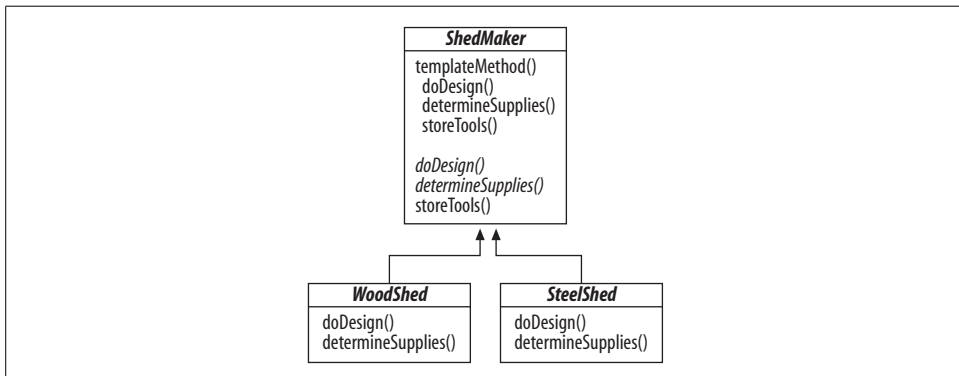 ShedMaker
templateMethod()
doDesign()
determineSupplies()
storeTools()
doDesign()
determineSupplies()
storeTools()
WoodShed
doDesign()
determineSupplies()
SteelShed
doDesign()
determineSupplies()